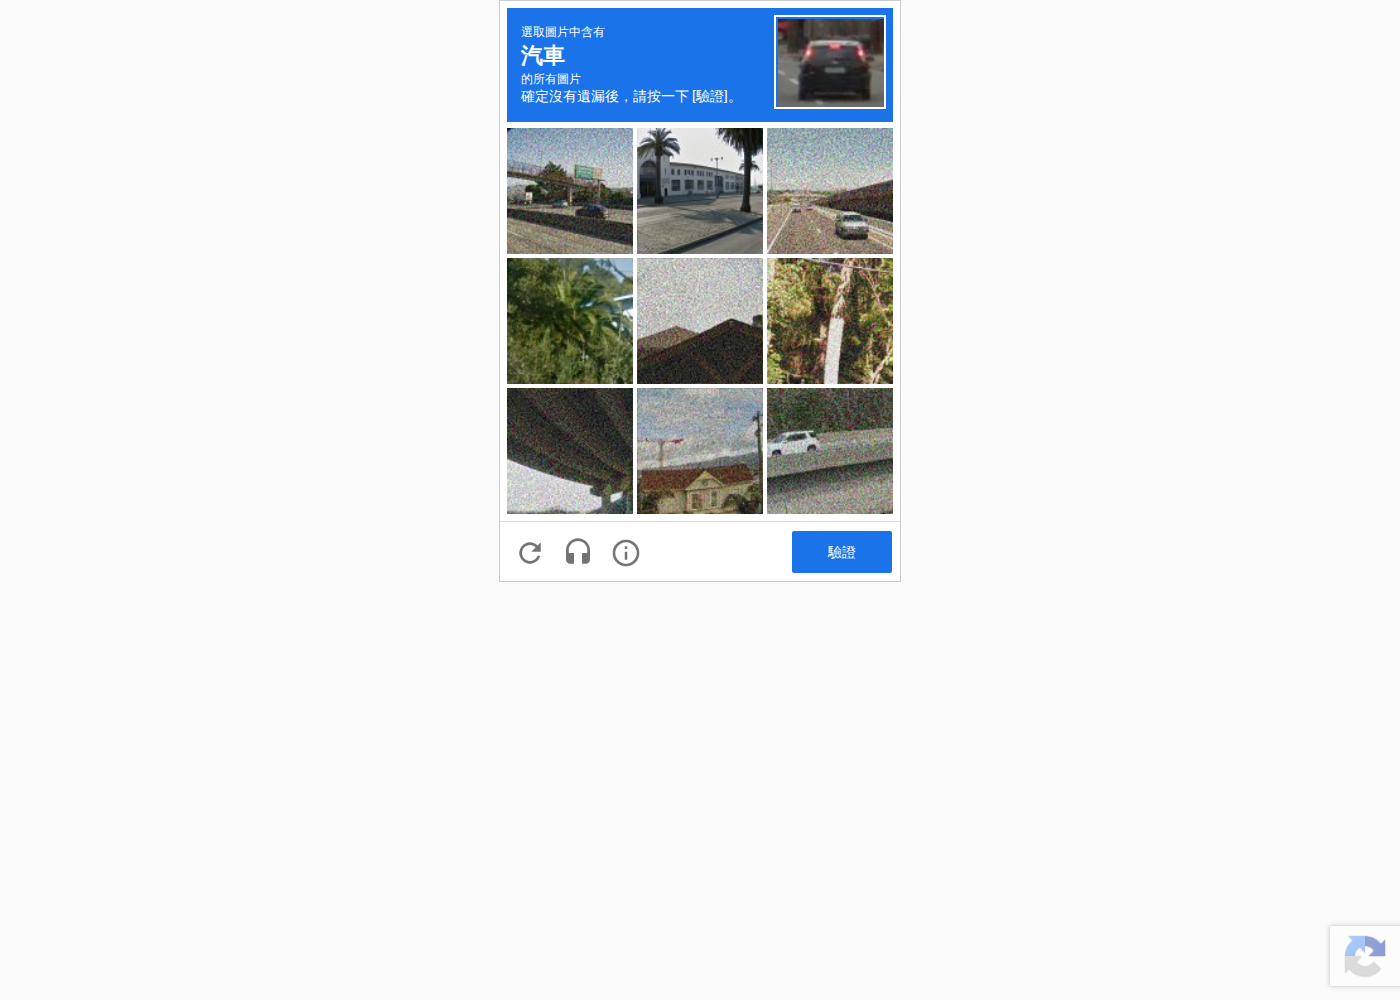 選取圖片中含有
汽車
的所有圖片
確定沒有遺漏後，請按一下 [驗證]。
驗證